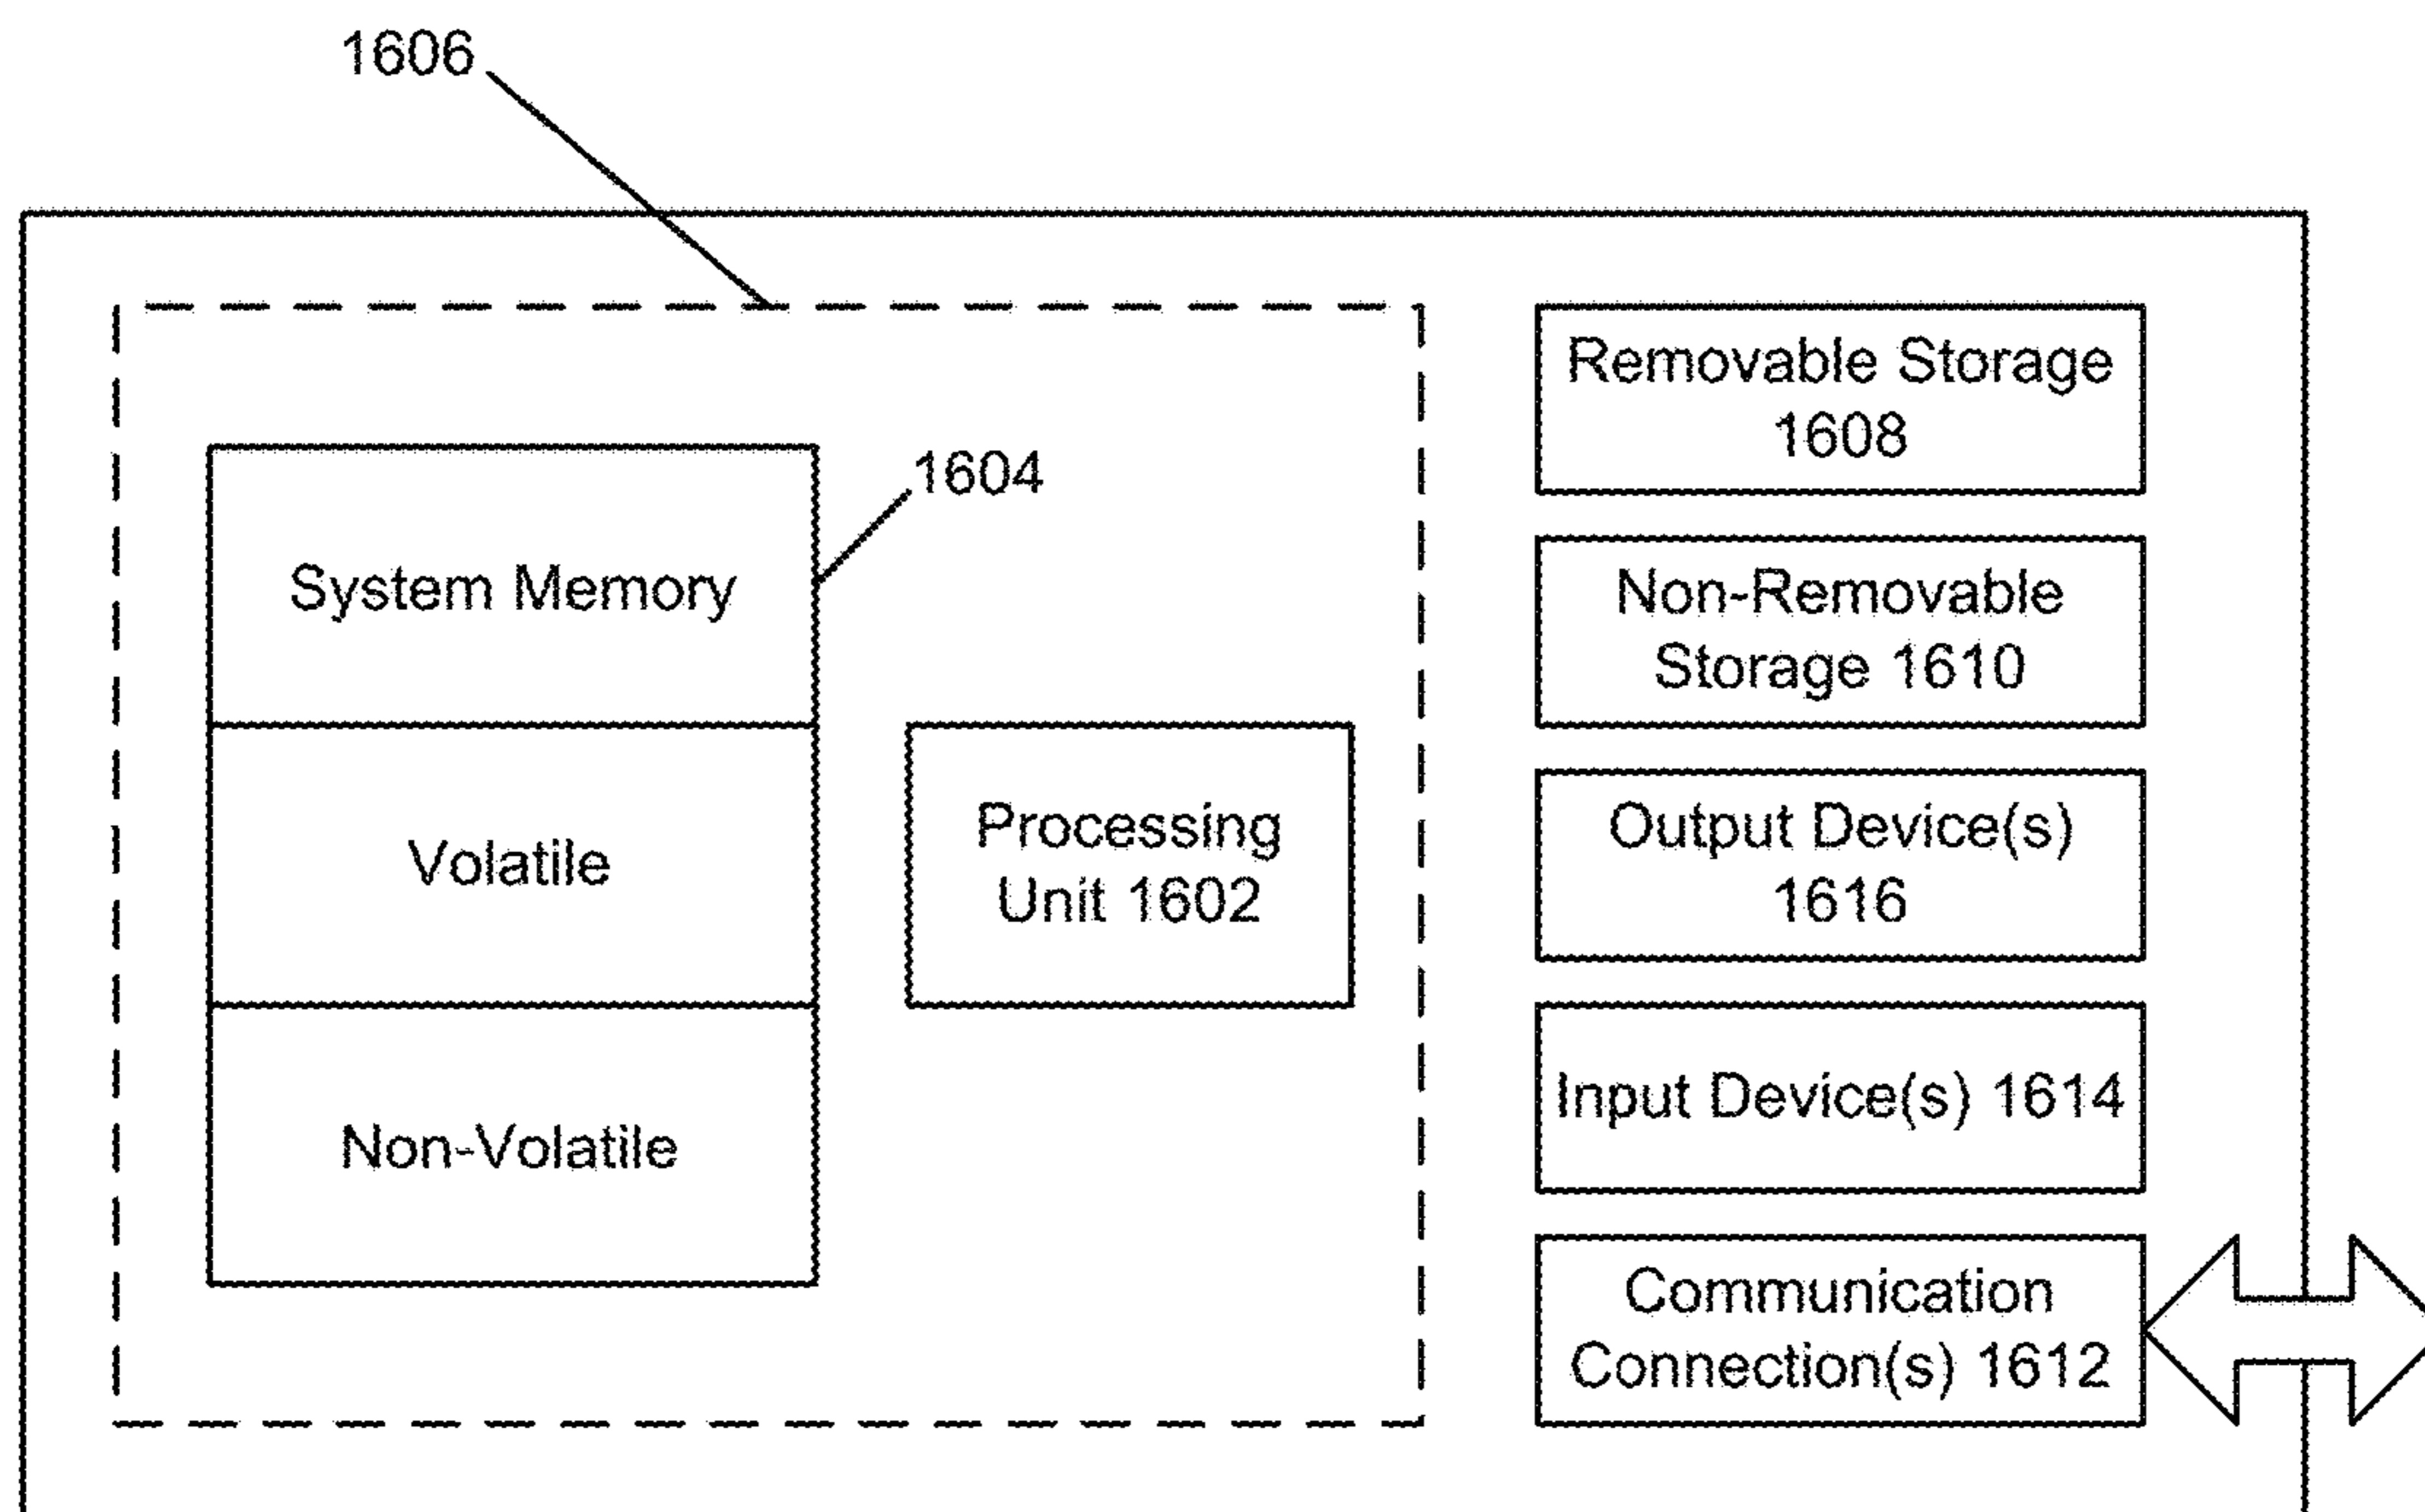 1606
1604
System Memory
Volatile
Non-Volatile
Processing
Unit 1602
Removable Storage
1608
Non-Removable
Storage 1610
Output Device(s)
1616
Input Device(s) 1614
Communication
Connection(s) 1612